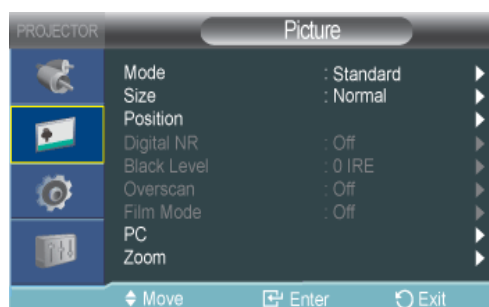 PROJECTOR Picture
Mode : Standard
Size : Normal
Position
Digital NR : Off
Black Level : 0 IRE
Overscan : Off
Film Mode : Off
PC
Zoom
Move Enter Exit